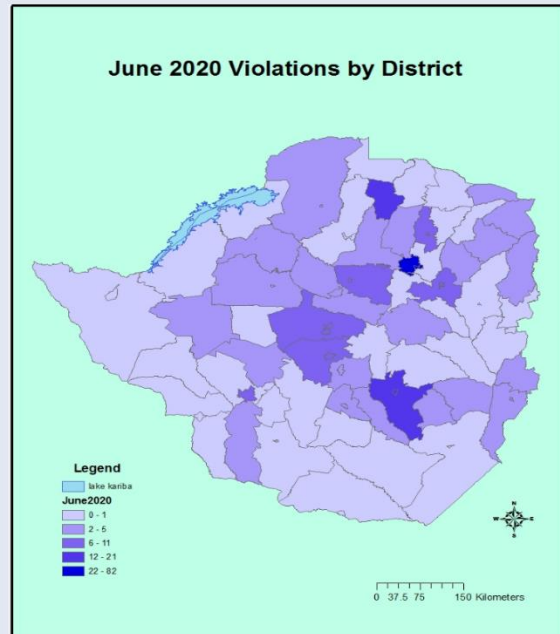 June 2020 Violations by District
Legend
lake kariba
June2020
0 - 1
2 - 5
6 - 11
12 - 21
22 - 82
N
W E
S
0 37.5 75 150 Kilometers